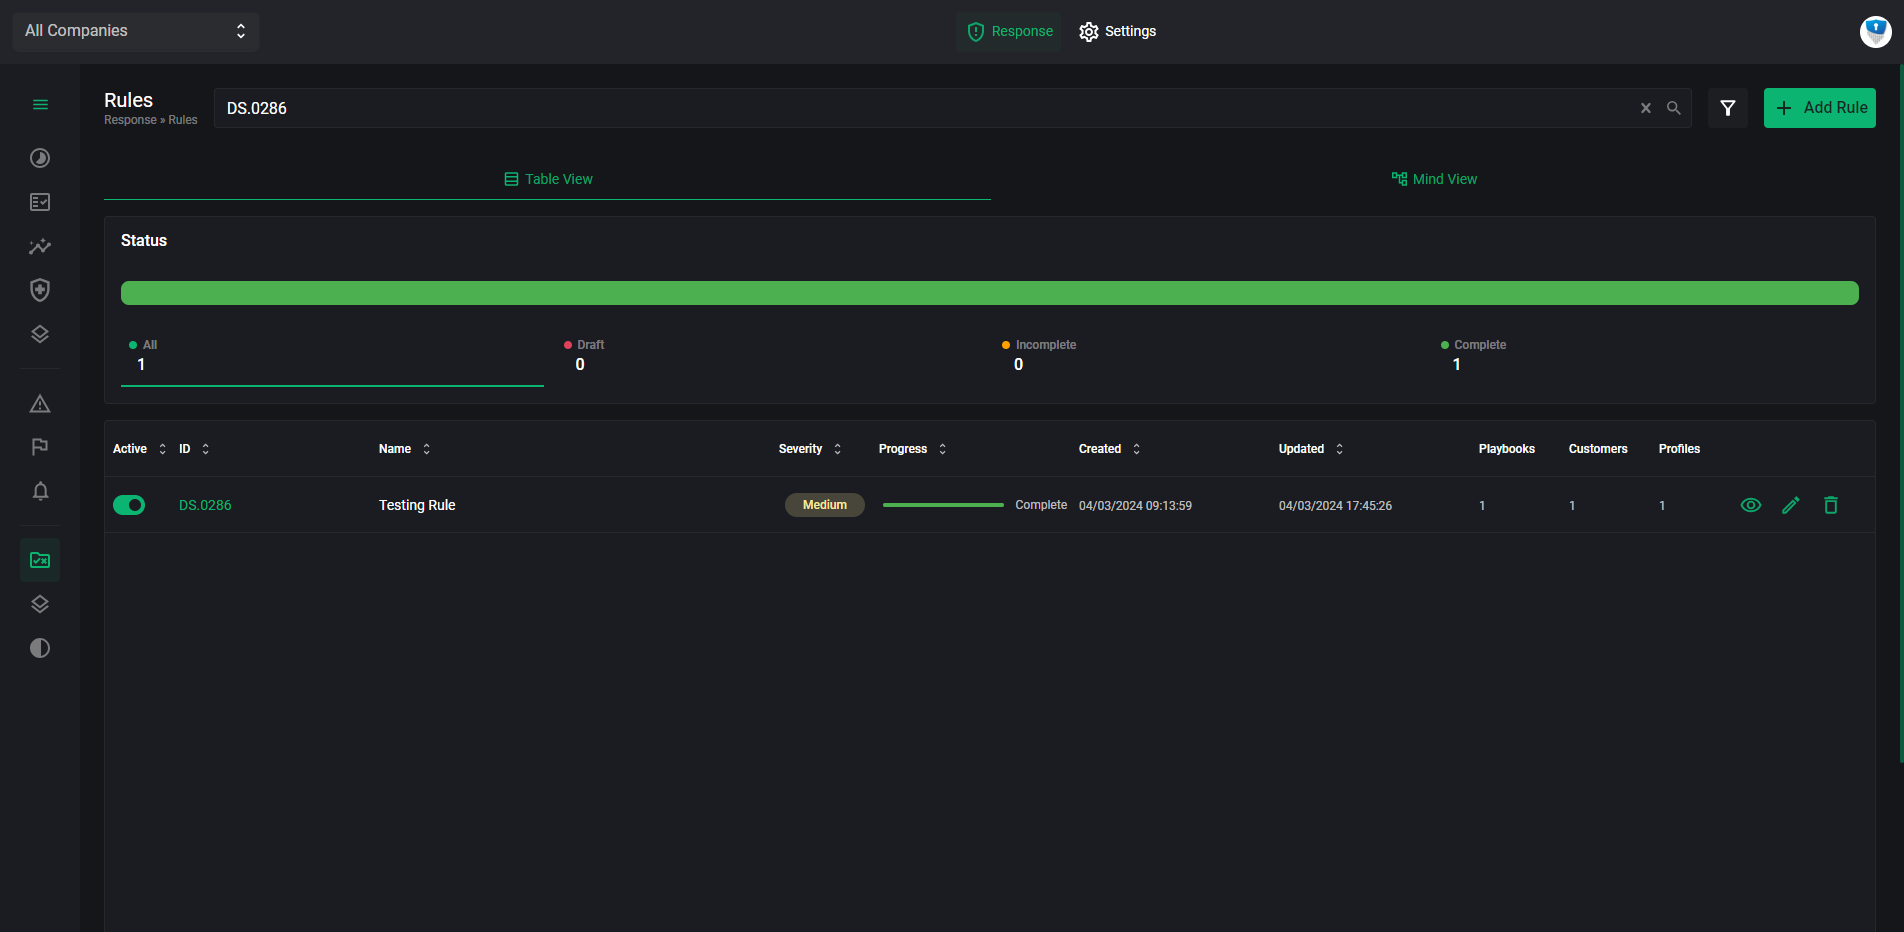 All Companies
Response
Settings
Rules
Response » Rules
DS.0286
Add Rule
Table View
Mind View
Status
All
1
Draft
0
Incomplete
0
Complete
1
Active ID Name Severity Progress Created Updated Playbooks Customers Profiles
DS.0286 Testing Rule Medium Complete 04/03/2024 09:13:59 04/03/2024 17:45:26 1 1 1